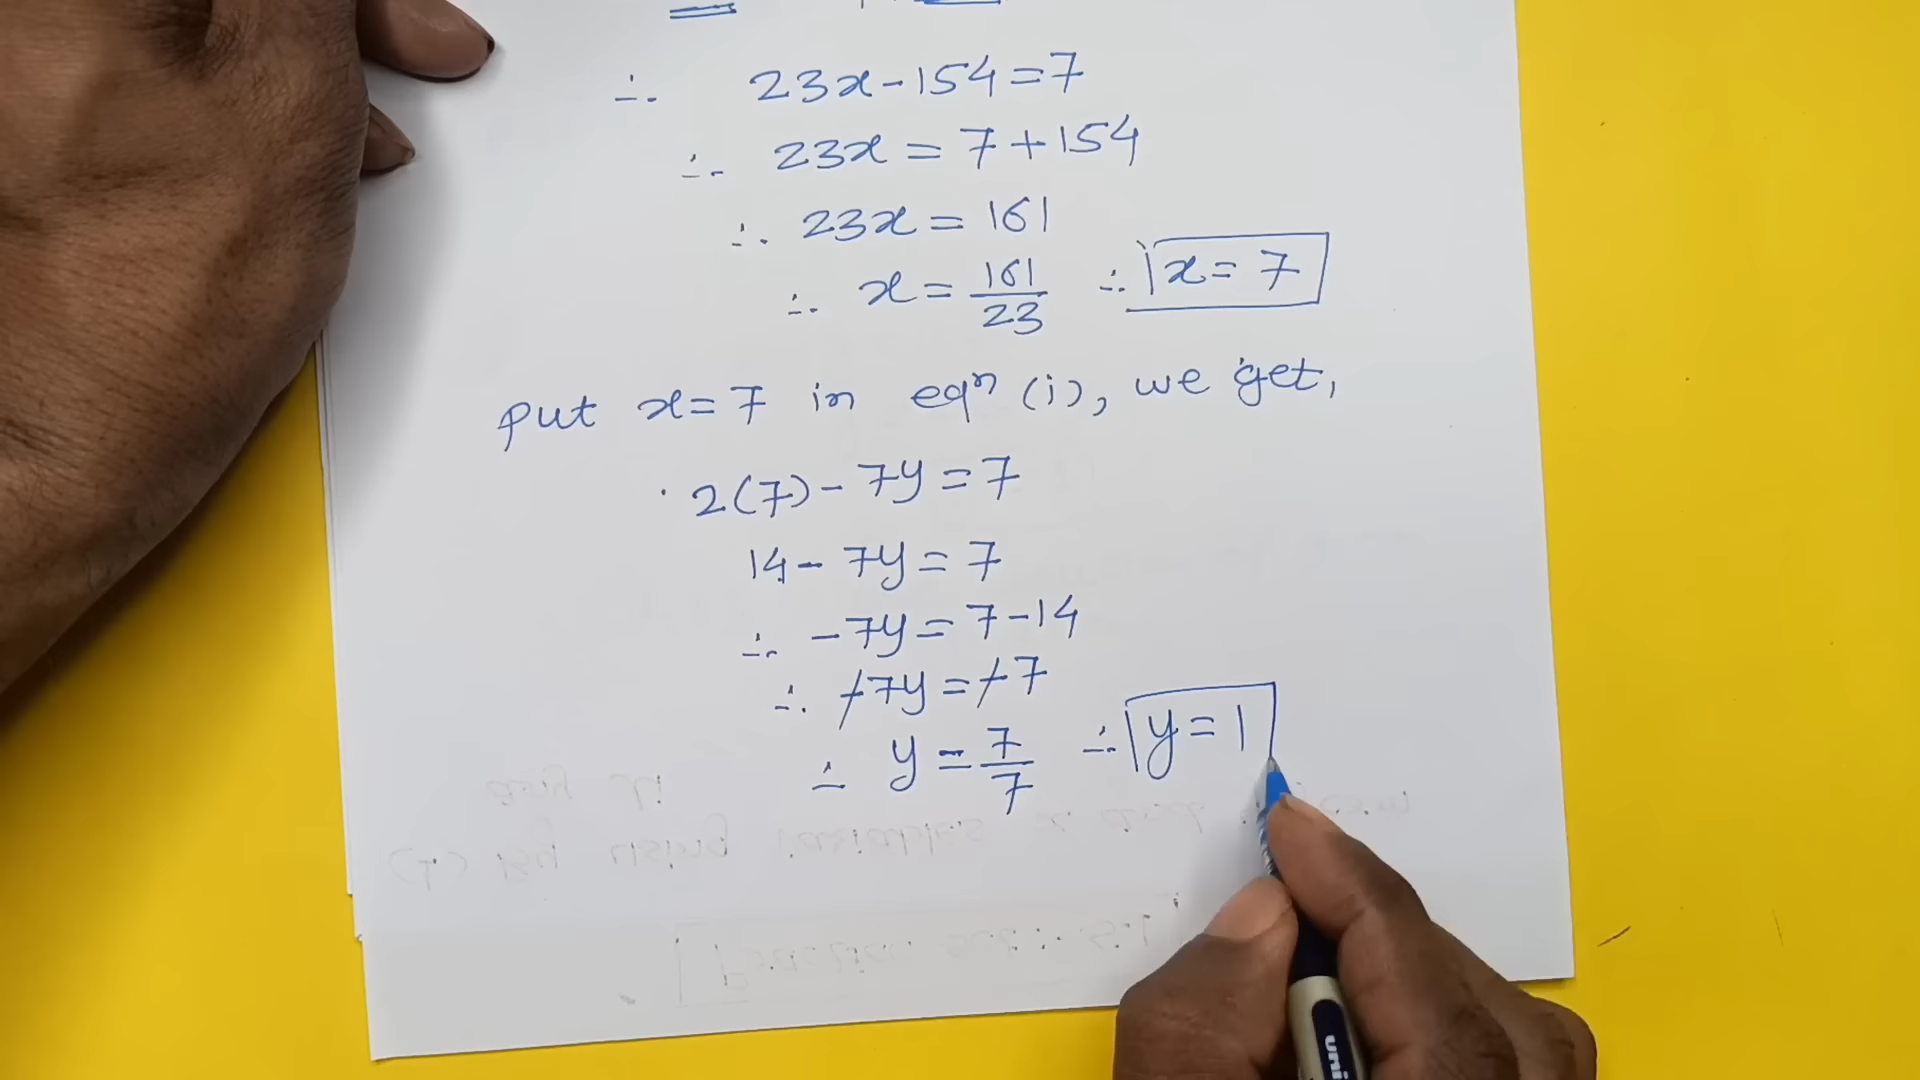 ∴ 23x - 154 = 7
∴ 23x = 7 + 154
∴ 23x = 161
∴ x = 161/23 ∴ x = 7
put x = 7 in eqⁿ (i), we get,
2(7) - 7y = 7
14 - 7y = 7
∴ -7y = 7 - 14
∴ -7y = -7
∴ y = 7/7 ∴ y = 1
uni